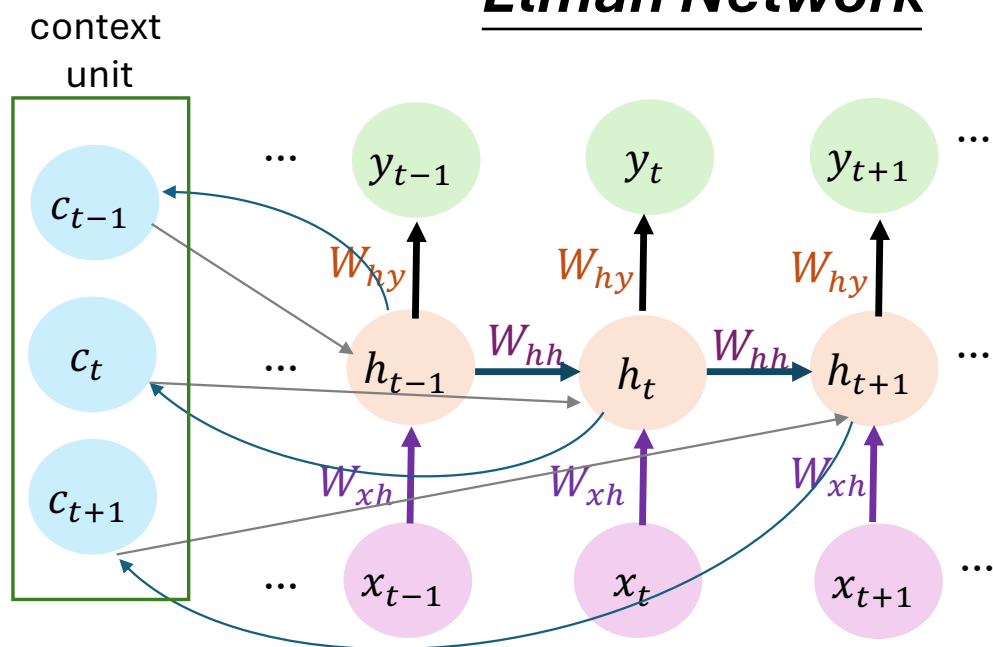 Elman Network
context
unit
... y_{t−1} y_t y_{t+1} ...
c_{t−1}
W_{hy} W_{hy} W_{hy}
c_t ... h_{t−1} W_{hh} h_t W_{hh} h_{t+1} ...
c_{t+1} W_{xh} W_{xh} W_{xh}
... x_{t−1} x_t x_{t+1} ...